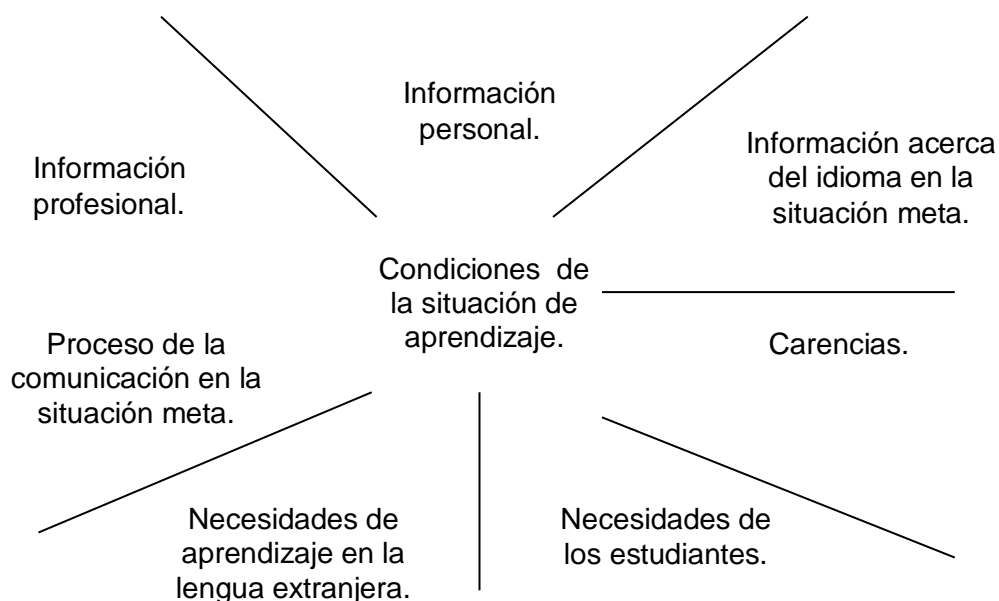 Información
personal.
Información
profesional.
Información acerca
del idioma en la
situación meta.
Condiciones de
la situación de
aprendizaje.
Proceso de la
comunicación en la
situación meta.
Carencias.
Necesidades de
aprendizaje en la
lengua extranjera.
Necesidades de
los estudiantes.